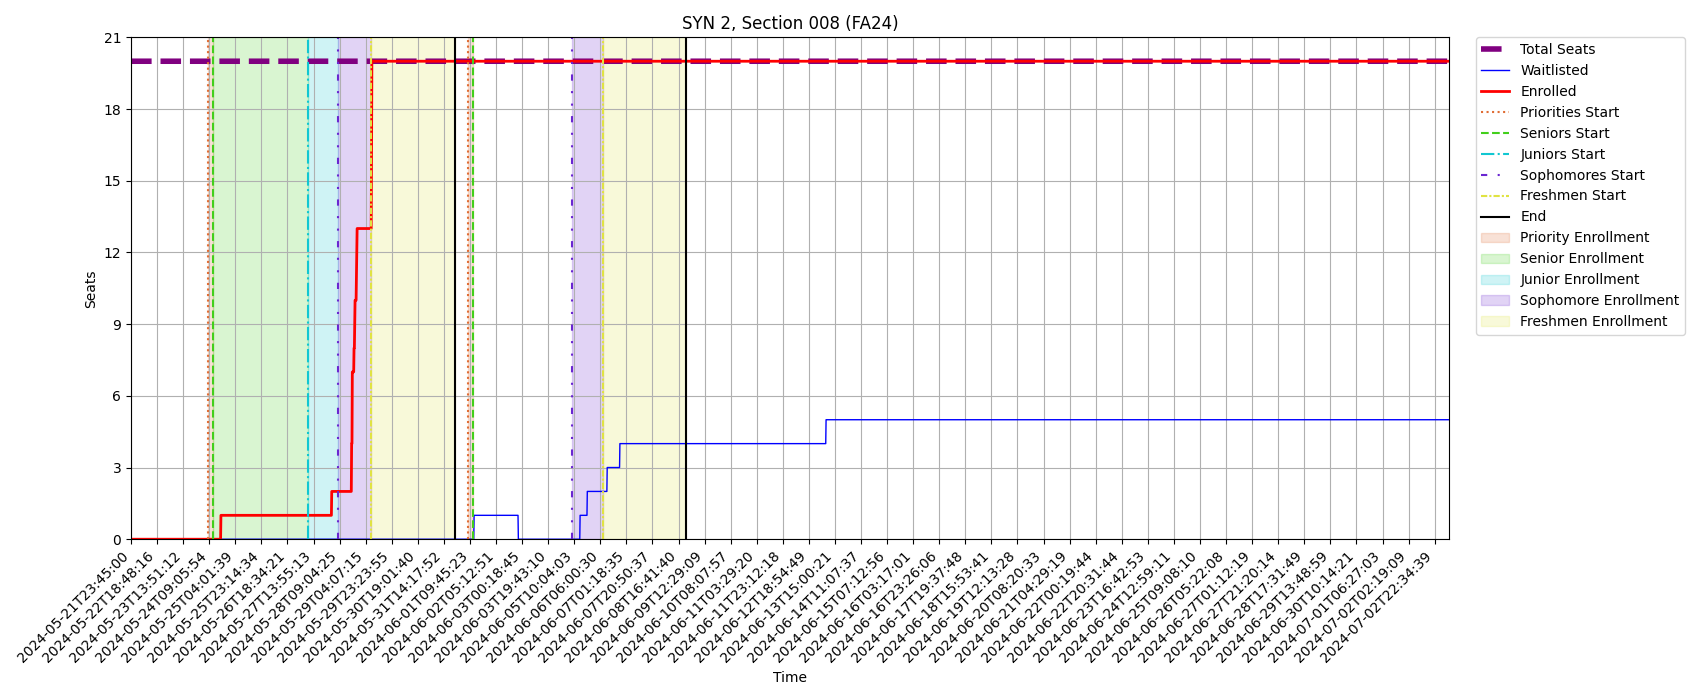 SYN 2, Section 008 (FA24)
21
18
15
12
9
6
3
0
Seats
2024-05-21T23:45:00
2024-05-22T18:48:16
2024-05-23T13:51:12
2024-05-24T09:05:54
2024-05-25T04:01:39
2024-05-25T23:14:34
2024-05-26T18:34:21
2024-05-27T13:55:13
2024-05-28T09:04:25
2024-05-29T04:07:15
2024-05-29T23:23:55
2024-05-30T19:01:40
2024-05-31T14:17:52
2024-06-01T09:45:23
2024-06-02T05:12:51
2024-06-03T00:18:45
2024-06-03T19:43:10
2024-06-05T10:04:03
2024-06-06T06:00:30
2024-06-07T01:18:35
2024-06-07T20:50:37
2024-06-08T16:41:40
2024-06-09T12:29:09
2024-06-10T08:07:57
2024-06-11T03:29:20
2024-06-11T23:12:18
2024-06-12T18:54:49
2024-06-13T15:00:21
2024-06-14T11:07:37
2024-06-15T07:12:56
2024-06-16T03:17:01
2024-06-16T23:26:06
2024-06-17T19:37:48
2024-06-18T15:53:41
2024-06-19T12:13:28
2024-06-20T08:20:33
2024-06-21T04:29:19
2024-06-22T00:19:44
2024-06-22T20:31:44
2024-06-23T16:42:53
2024-06-24T12:59:11
2024-06-25T09:08:10
2024-06-26T05:22:08
2024-06-27T01:12:19
2024-06-27T21:20:14
2024-06-28T17:31:49
2024-06-29T13:48:59
2024-06-30T10:14:21
2024-07-01T06:27:03
2024-07-02T02:19:09
2024-07-02T22:34:39
Time
Total Seats
Waitlisted
Enrolled
Priorities Start
Seniors Start
Juniors Start
Sophomores Start
Freshmen Start
End
Priority Enrollment
Senior Enrollment
Junior Enrollment
Sophomore Enrollment
Freshmen Enrollment